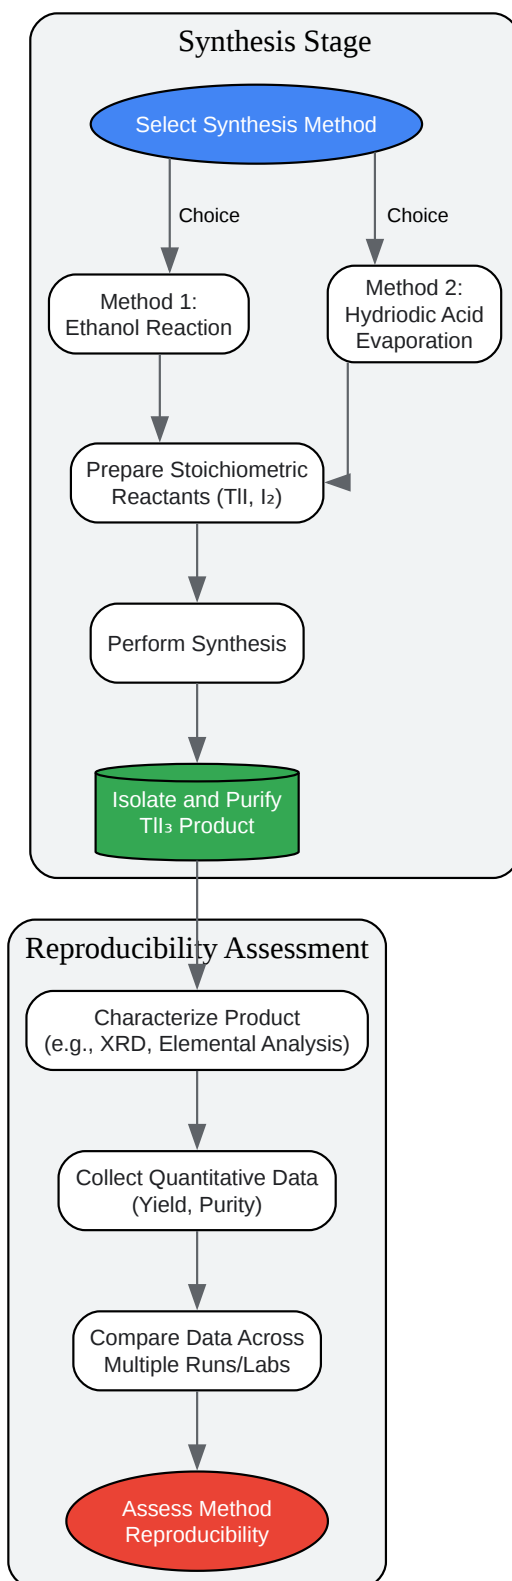 Synthesis Stage
Select Synthesis Method
Choice
Choice
Method 1:
Ethanol Reaction
Method 2:
Hydriodic Acid
Evaporation
Prepare Stoichiometric
Reactants (TlI, I₂)
Perform Synthesis
Isolate and Purify
TlI₃ Product
Reproducibility Assessment
Characterize Product
(e.g., XRD, Elemental Analysis)
Collect Quantitative Data
(Yield, Purity)
Compare Data Across
Multiple Runs/Labs
Assess Method
Reproducibility